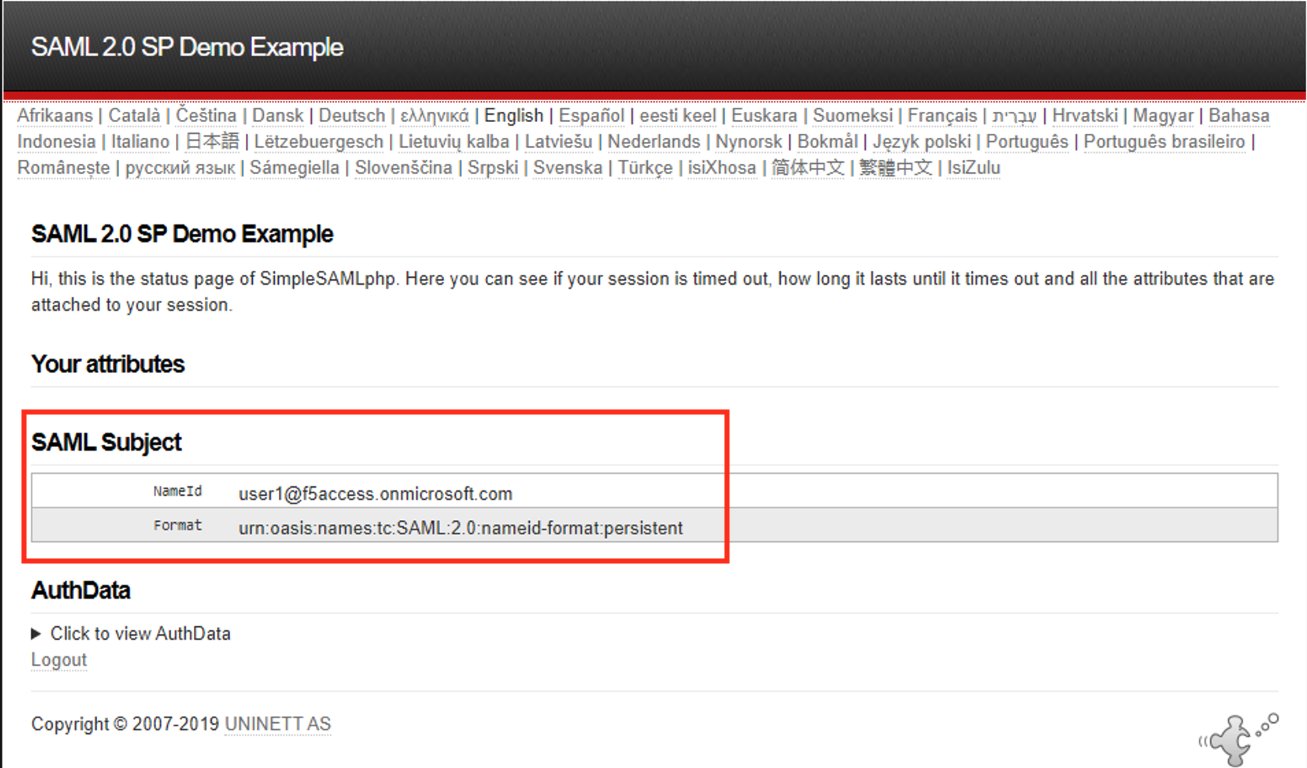 SAML 2.0 SP Demo Example
Afrikaans | Català | Čeština | Dansk | Deutsch | ελληνικά | English | Español | eesti keel | Euskara | Suomeksi | Français | עִבְרִית | Hrvatski | Magyar | Bahasa
Indonesia | Italiano | 日本語 | Lëtzebuergesch | Lietuvių kalba | Latviešu | Nederlands | Nynorsk | Bokmål | Język polski | Português | Português brasileiro |
Românește | русский язык | Sámegiella | Slovenščina | Srpski | Svenska | Türkçe | isiXhosa | 简体中文 | 繁體中文 | IsiZulu
SAML 2.0 SP Demo Example
Hi, this is the status page of SimpleSAMLphp. Here you can see if your session is timed out, how long it lasts until it times out and all the attributes that are
attached to your session.
Your attributes
SAML Subject
NameId user1@f5access.onmicrosoft.com
Format urn:oasis:names:tc:SAML:2.0:nameid-format:persistent
AuthData
Click to view AuthData
Logout
Copyright © 2007-2019 UNINETT AS